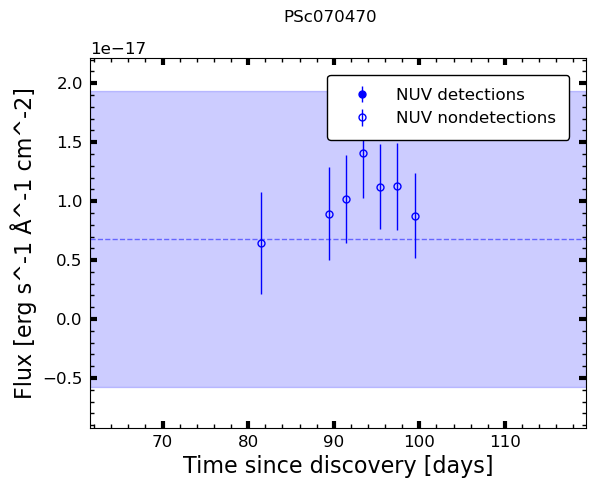 PSc070470
1e−17
NUV detections
NUV nondetections
2.0
1.5
1.0
0.5
0.0
−0.5
Flux [erg s^-1 Å^-1 cm^-2]
70 80 90 100 110
Time since discovery [days]